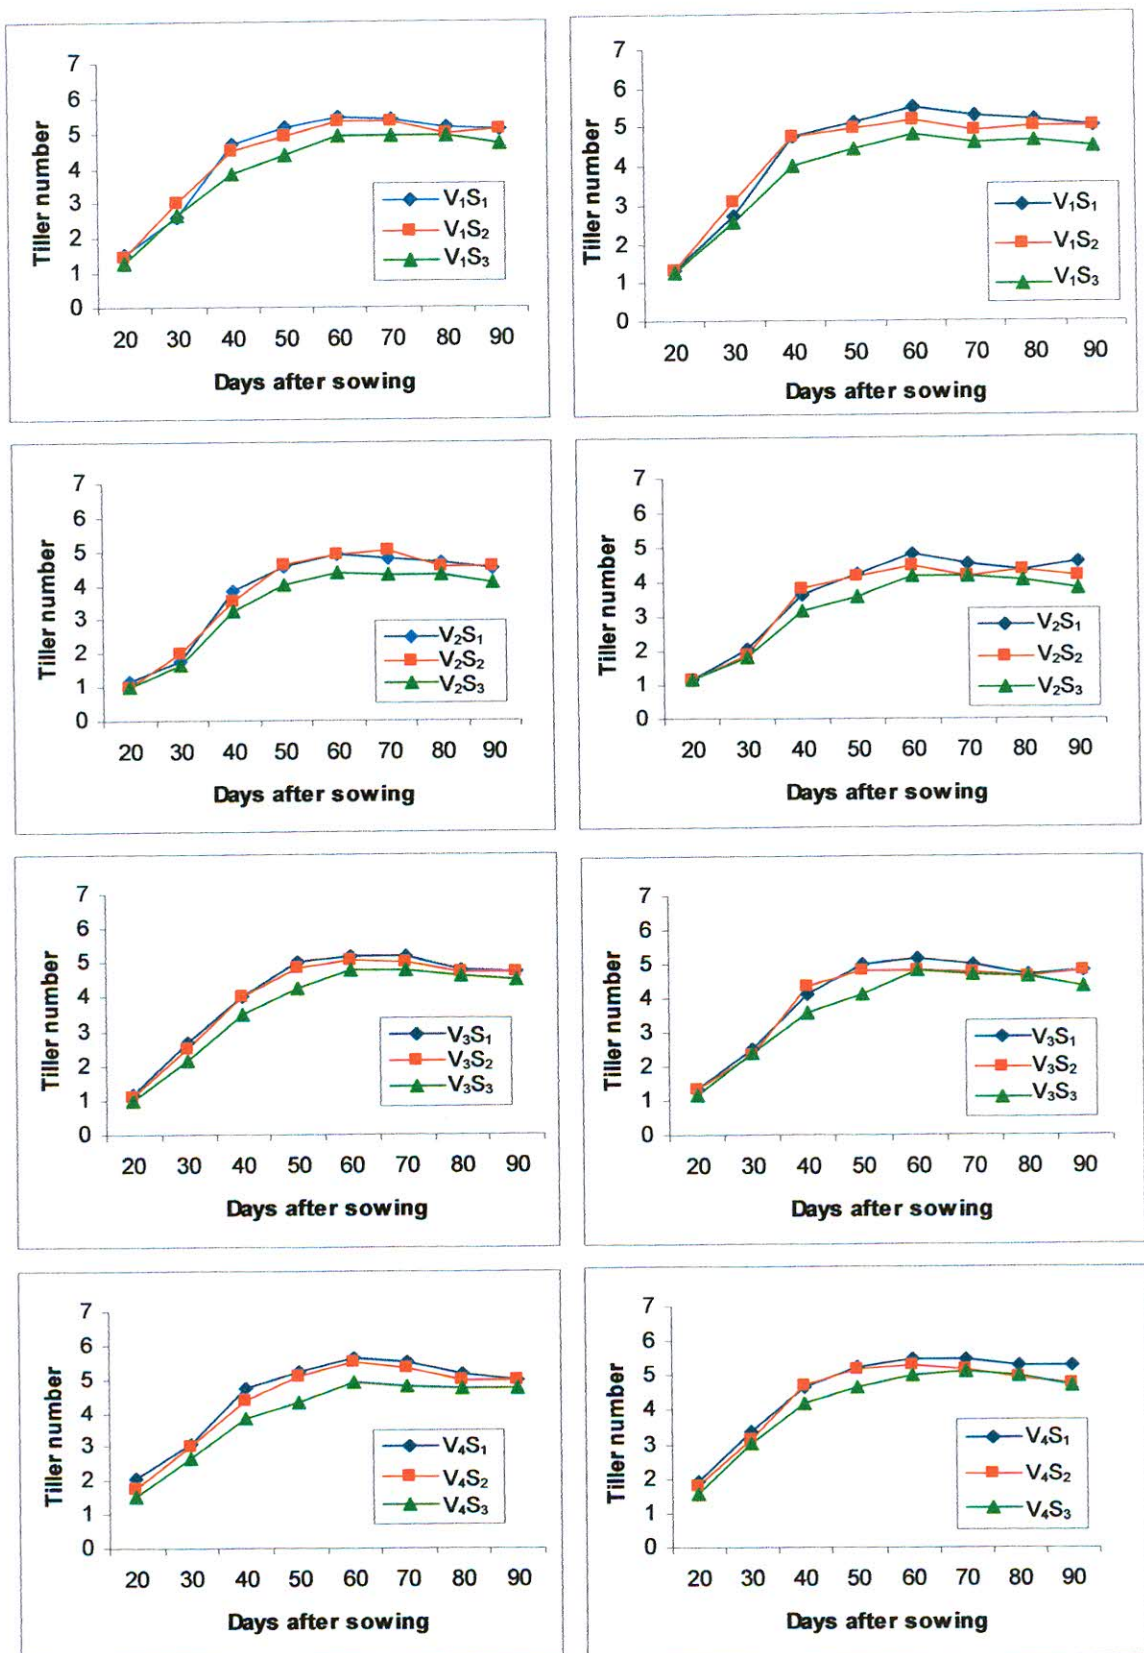 7
6
5
4
3
2
1
0
Tiller number
V₁S₁
V₁S₂
V₁S₃
20 30 40 50 60 70 80 90
Days after sowing
7
6
5
4
3
2
1
0
Tiller number
V₁S₁
V₁S₂
V₁S₃
20 30 40 50 60 70 80 90
Days after sowing
7
6
5
4
3
2
1
0
Tiller number
V₂S₁
V₂S₂
V₂S₃
20 30 40 50 60 70 80 90
Days after sowing
7
6
5
4
3
2
1
0
Tiller number
V₂S₁
V₂S₂
V₂S₃
20 30 40 50 60 70 80 90
Days after sowing
7
6
5
4
3
2
1
0
Tiller number
V₃S₁
V₃S₂
V₃S₃
20 30 40 50 60 70 80 90
Days after sowing
7
6
5
4
3
2
1
0
Tiller number
V₃S₁
V₃S₂
V₃S₃
20 30 40 50 60 70 80 90
Days after sowing
7
6
5
4
3
2
1
0
Tiller number
V₄S₁
V₄S₂
V₄S₃
20 30 40 50 60 70 80 90
Days after sowing
7
6
5
4
3
2
1
0
Tiller number
V₄S₁
V₄S₂
V₄S₃
20 30 40 50 60 70 80 90
Days after sowing